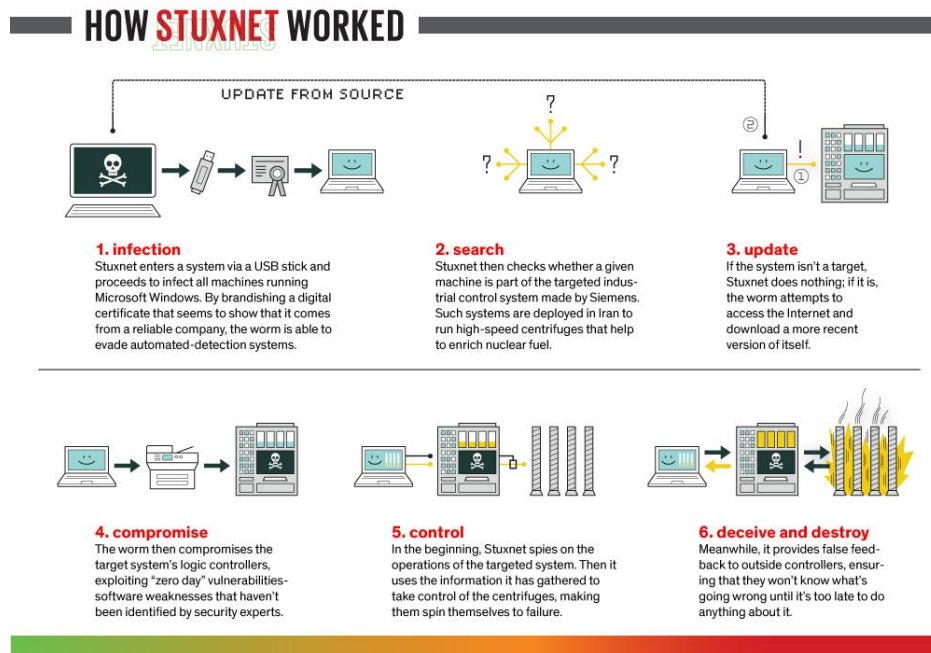 HOW STUXNET WORKED
UPDATE FROM SOURCE
?
?
?
②
!
①
1. infection
Stuxnet enters a system via a USB stick and
proceeds to infect all machines running
Microsoft Windows. By brandishing a digital
certificate that seems to show that it comes
from a reliable company, the worm is able to
evade automated-detection systems.
2. search
Stuxnet then checks whether a given
machine is part of the targeted indus-
trial control system made by Siemens.
Such systems are deployed in Iran to
run high-speed centrifuges that help
to enrich nuclear fuel.
3. update
If the system isn't a target,
Stuxnet does nothing; if it is,
the worm attempts to
access the Internet and
download a more recent
version of itself.
4. compromise
The worm then compromises the
target system's logic controllers,
exploiting “zero day” vulnerabilities-
software weaknesses that haven't
been identified by security experts.
5. control
In the beginning, Stuxnet spies on the
operations of the targeted system. Then it
uses the information it has gathered to
take control of the centrifuges, making
them spin themselves to failure.
6. deceive and destroy
Meanwhile, it provides false feed-
back to outside controllers, ensur-
ing that they won't know what's
going wrong until it's too late to do
anything about it.